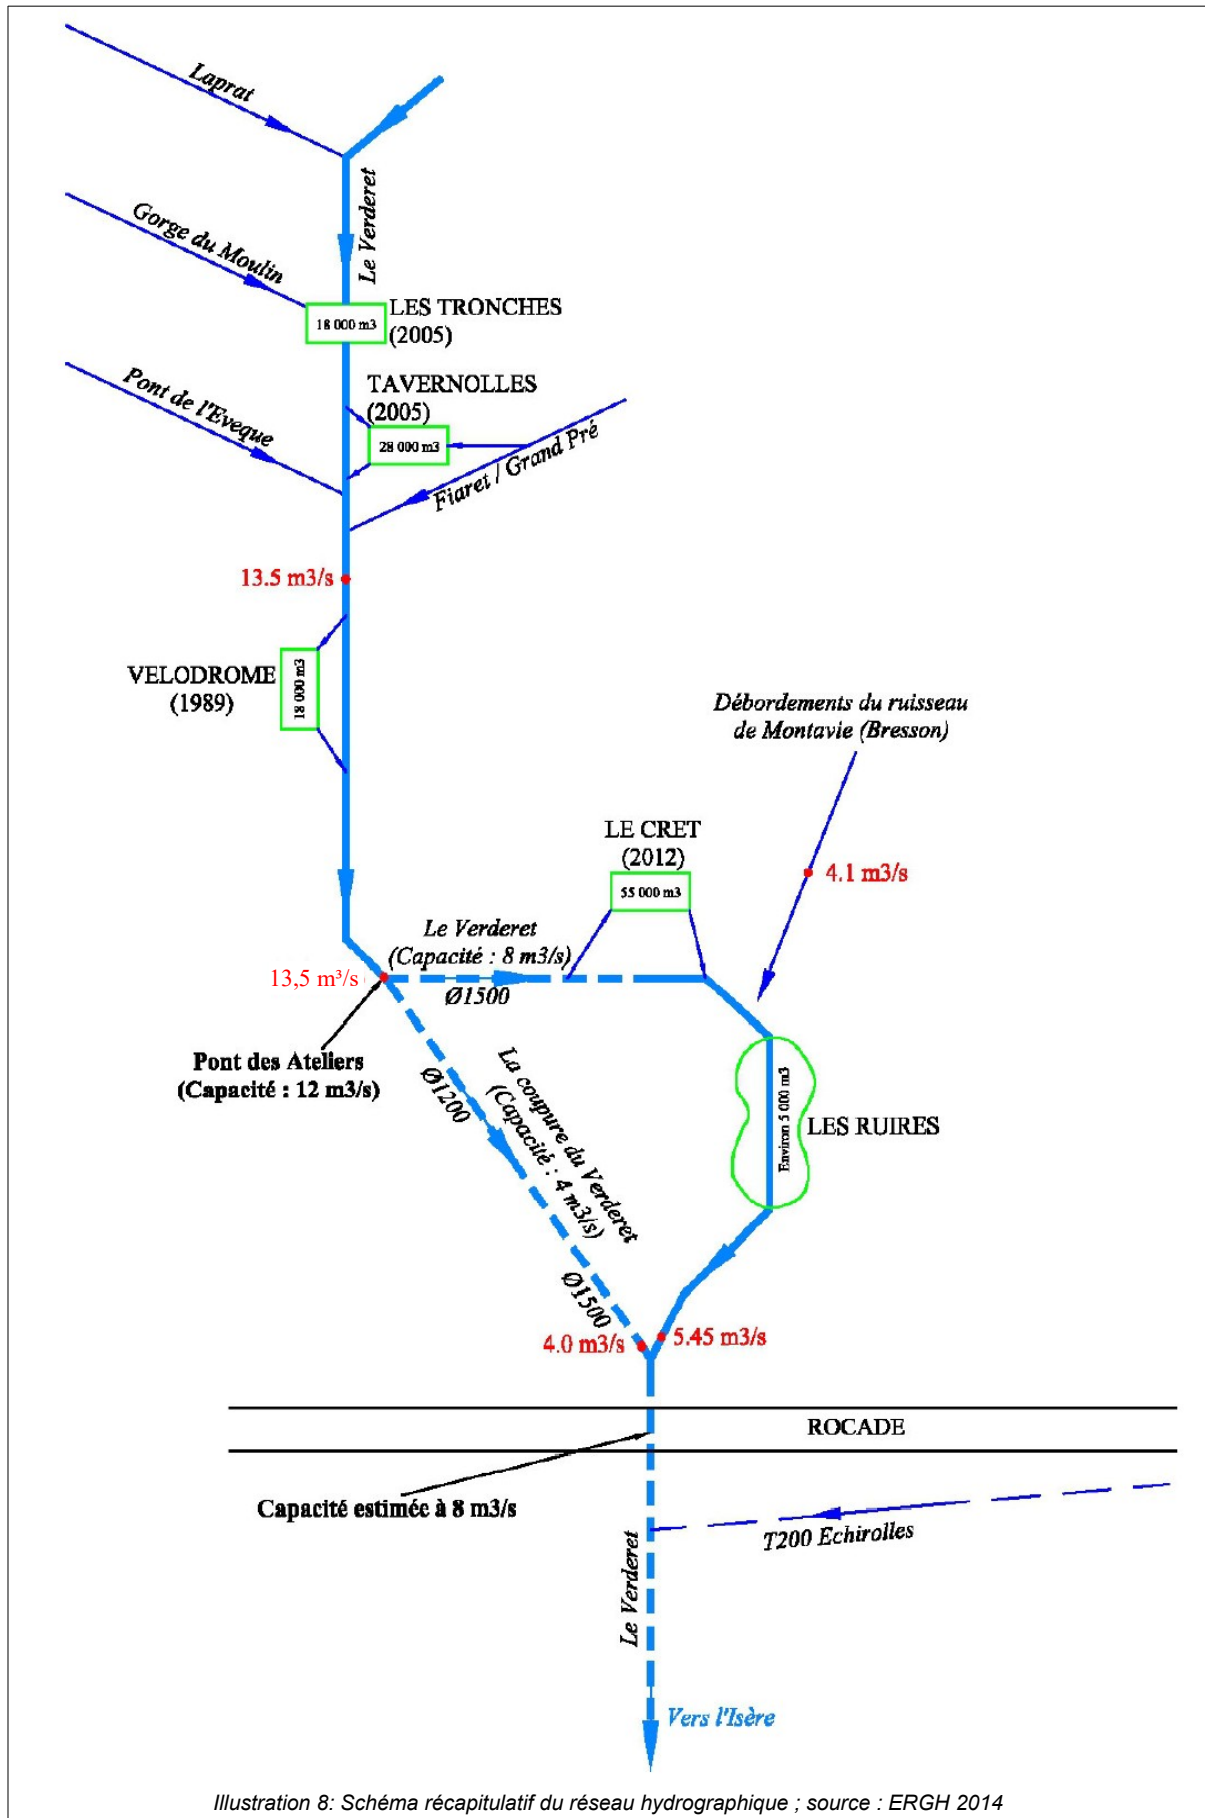 Laprat
Le Verderet
Gorge du Moulin
LES TRONCHES
(2005)
18 000 m3
Pont de l'Eveque
TAVERNOLLES
(2005)
28 000 m3
Fiaret / Grand Pré
13.5 m3/s
VELODROME
(1989)
18 000 m3
Débordements du ruisseau
de Montavie (Bresson)
LE CRET
(2012)
55 000 m3
4.1 m3/s
Le Verderet
(Capacité : 8 m3/s)
13,5 m³/s
Ø1500
Pont des Ateliers
(Capacité : 12 m3/s)
Ø1200
La coupure du Verderet
(Capacité : 4 m3/s)
Environ 5 000 m3
LES RUIRES
Ø1500
4.0 m3/s
5.45 m3/s
ROCADE
Capacité estimée à 8 m3/s
T200 Echirolles
Le Verderet
Vers l'Isère
Illustration 8: Schéma récapitulatif du réseau hydrographique ; source : ERGH 2014